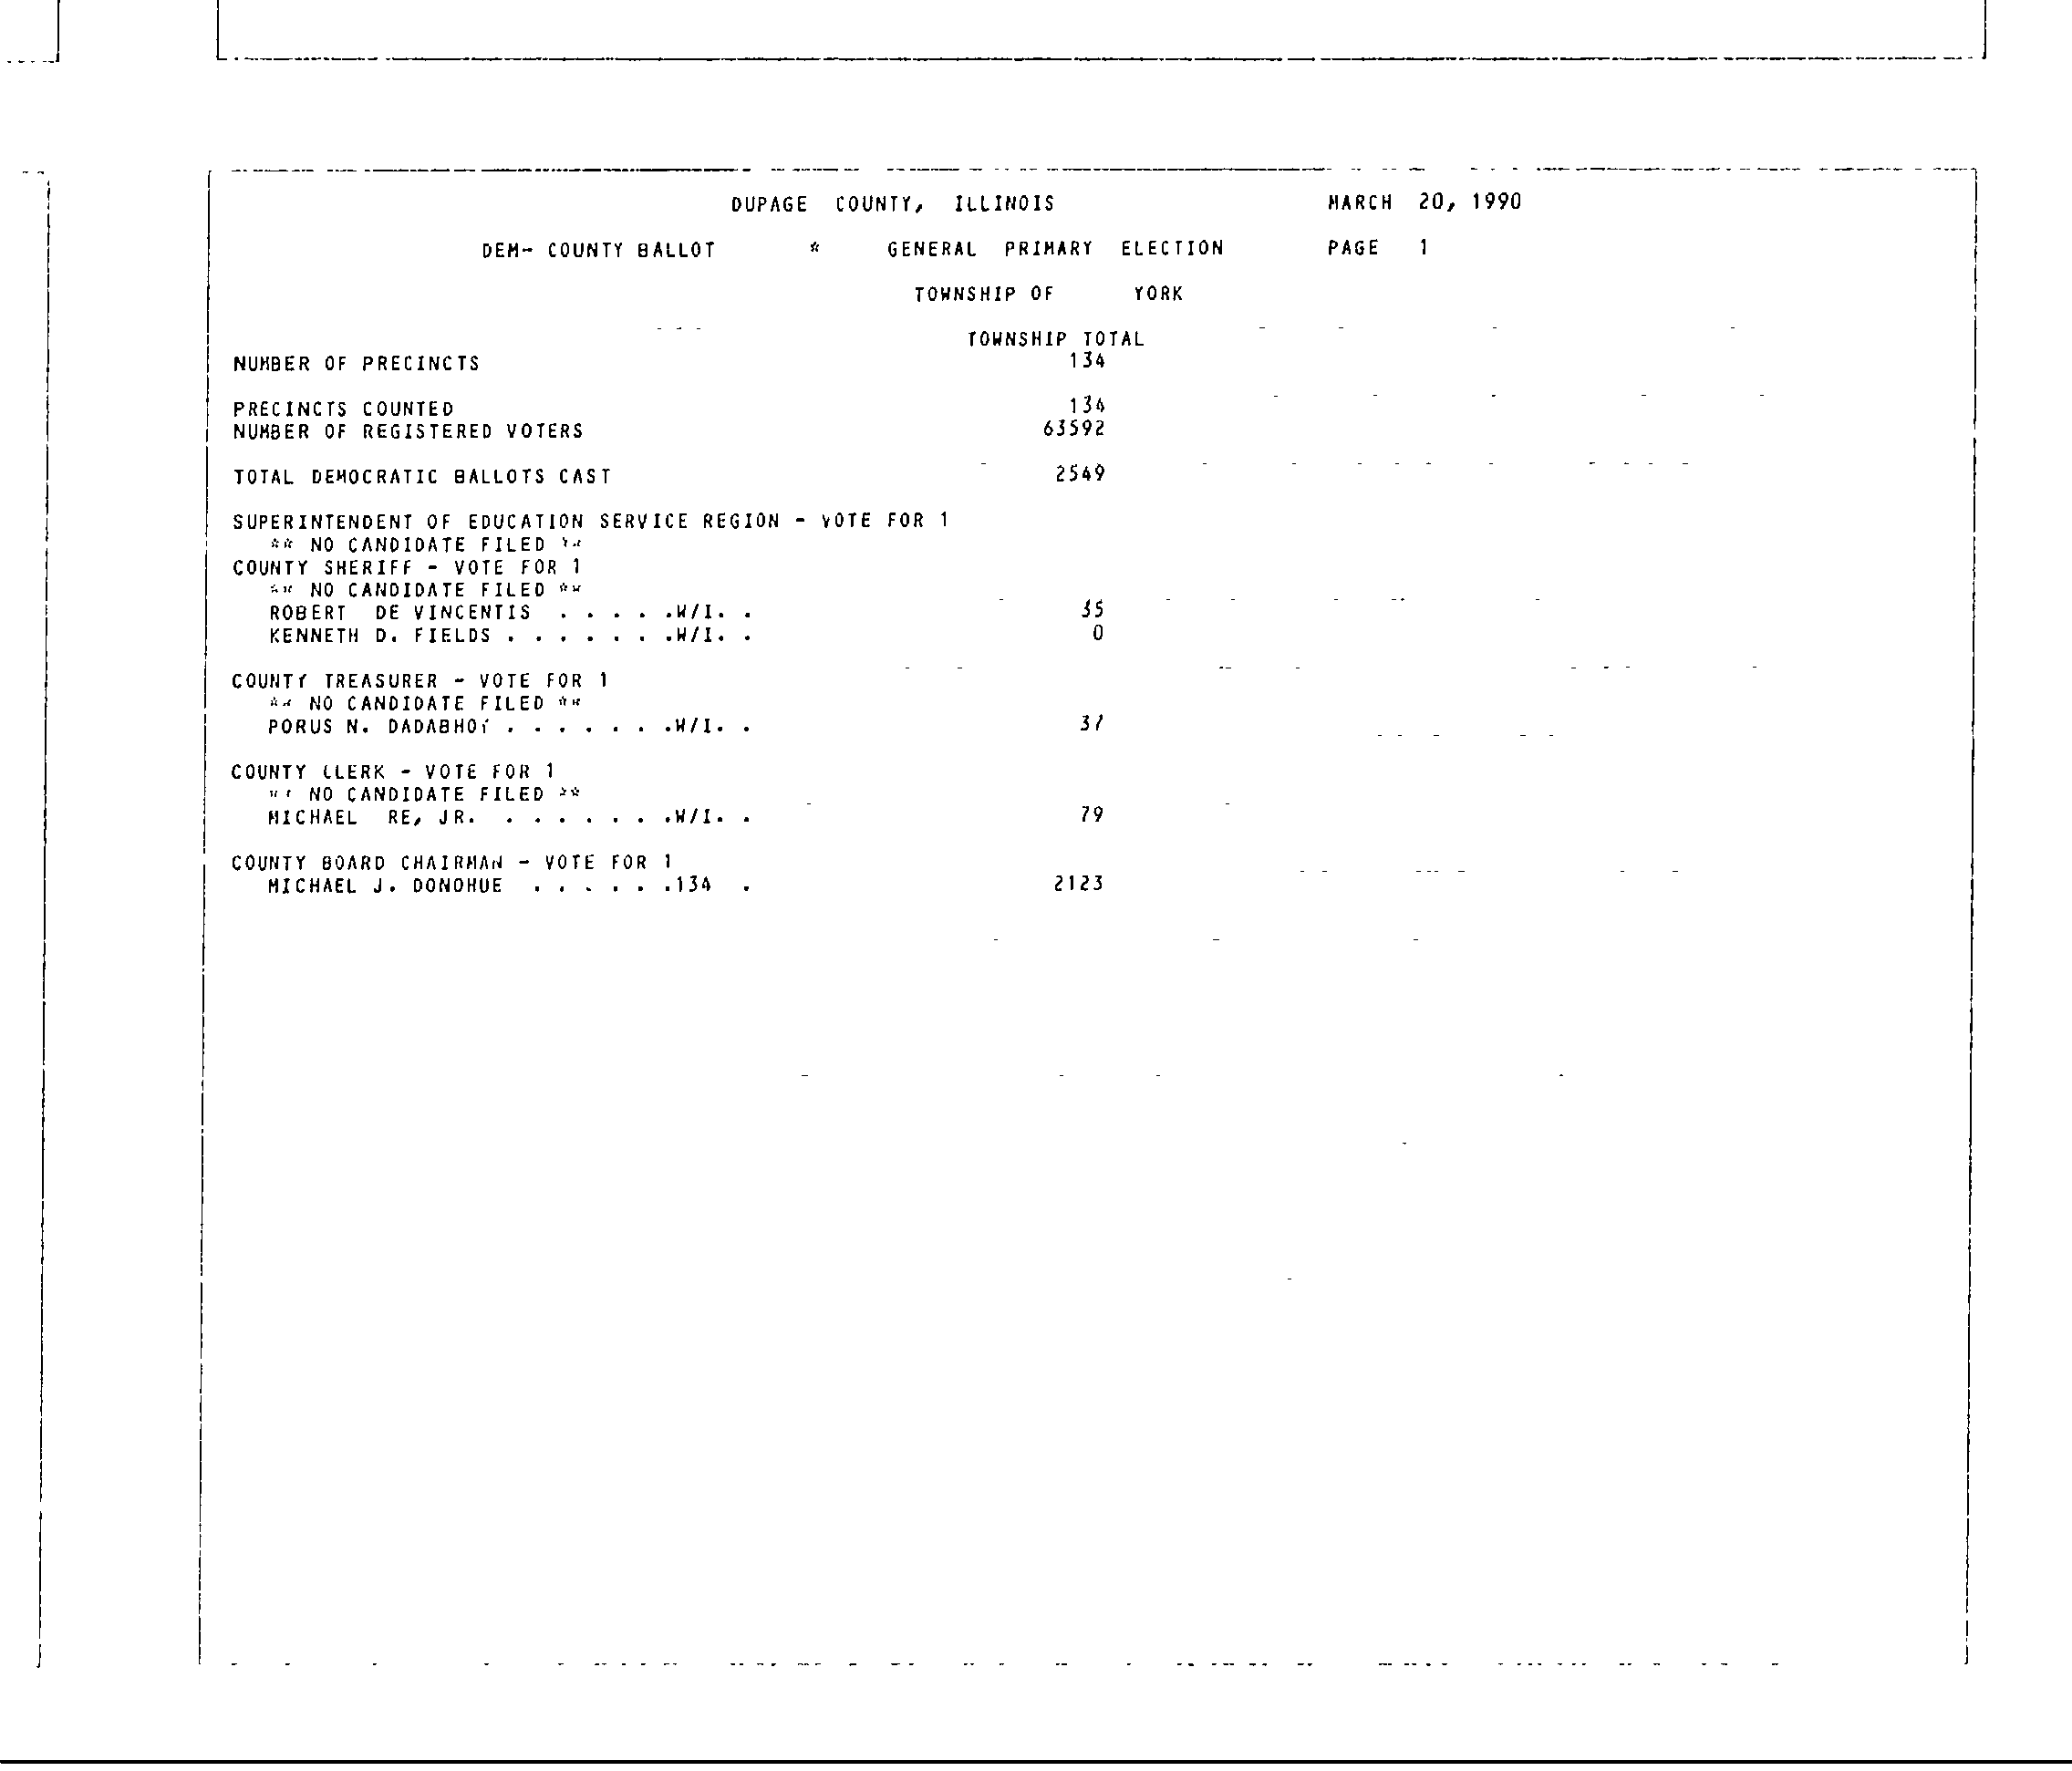 DUPAGE COUNTY, ILLINOIS MARCH 20, 1990
DEM- COUNTY BALLOT * GENERAL PRIMARY ELECTION PAGE 1
TOWNSHIP OF YORK
TOWNSHIP TOTAL
NUMBER OF PRECINCTS 134
PRECINCTS COUNTED 134
NUMBER OF REGISTERED VOTERS 63592
TOTAL DEMOCRATIC BALLOTS CAST 2549
SUPERINTENDENT OF EDUCATION SERVICE REGION - VOTE FOR 1
** NO CANDIDATE FILED **
COUNTY SHERIFF - VOTE FOR 1
** NO CANDIDATE FILED **
ROBERT DE VINCENTIS . . . . .W/I. . 35
KENNETH D. FIELDS . . . . . . .W/I. . 0
COUNTY TREASURER - VOTE FOR 1
** NO CANDIDATE FILED **
PORUS N. DADABHOY . . . . . . .W/I. . 37
COUNTY CLERK - VOTE FOR 1
** NO CANDIDATE FILED **
MICHAEL RE, JR. . . . . . . .W/I. . 79
COUNTY BOARD CHAIRMAN - VOTE FOR 1
MICHAEL J. DONOHUE . . . . . .134 . 2123